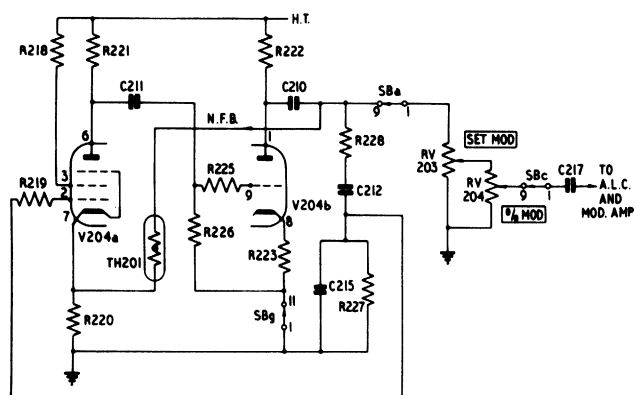 H.T.
R218
R221
R222
C211
C210
SBa
9
1
N.F.B.
6
1
R228
SET MOD
RV
203
RV
204
SBc
9
1
C217
TO
A.L.C.
AND
MOD. AMP
% MOD
R219
3
2
7
V204a
R225
9
8
V204b
C212
R226
TH201
R223
C215
R227
R220
SBg
11
1